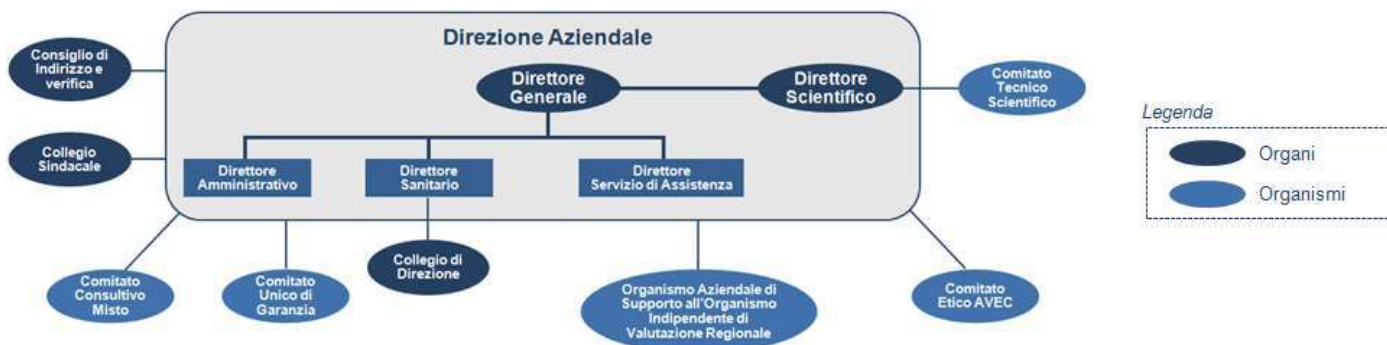 Direzione Aziendale
Consiglio di
Indirizzo e
verifica
Direttore
Generale
Direttore
Scientifico
Comitato
Tecnico
Scientifico
Collegio
Sindacale
Direttore
Amministrativo
Direttore
Sanitario
Direttore
Servizio di Assistenza
Comitato
Consultivo
Misto
Comitato
Unico di
Garanzia
Collegio di
Direzione
Organismo Aziendale di
Supporto all'Organismo
Indipendente di
Valutazione Regionale
Comitato
Etico AVEC
Legenda
Organi
Organismi